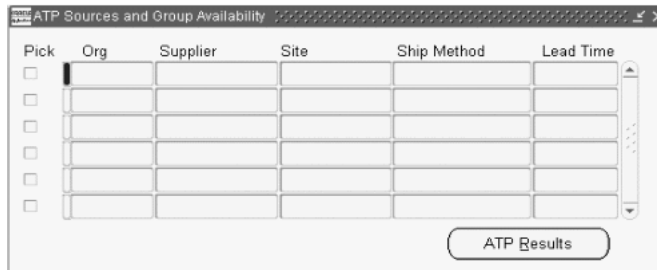 ATP Sources and Group Availability
Pick Org Supplier Site Ship Method Lead Time
ATP Results